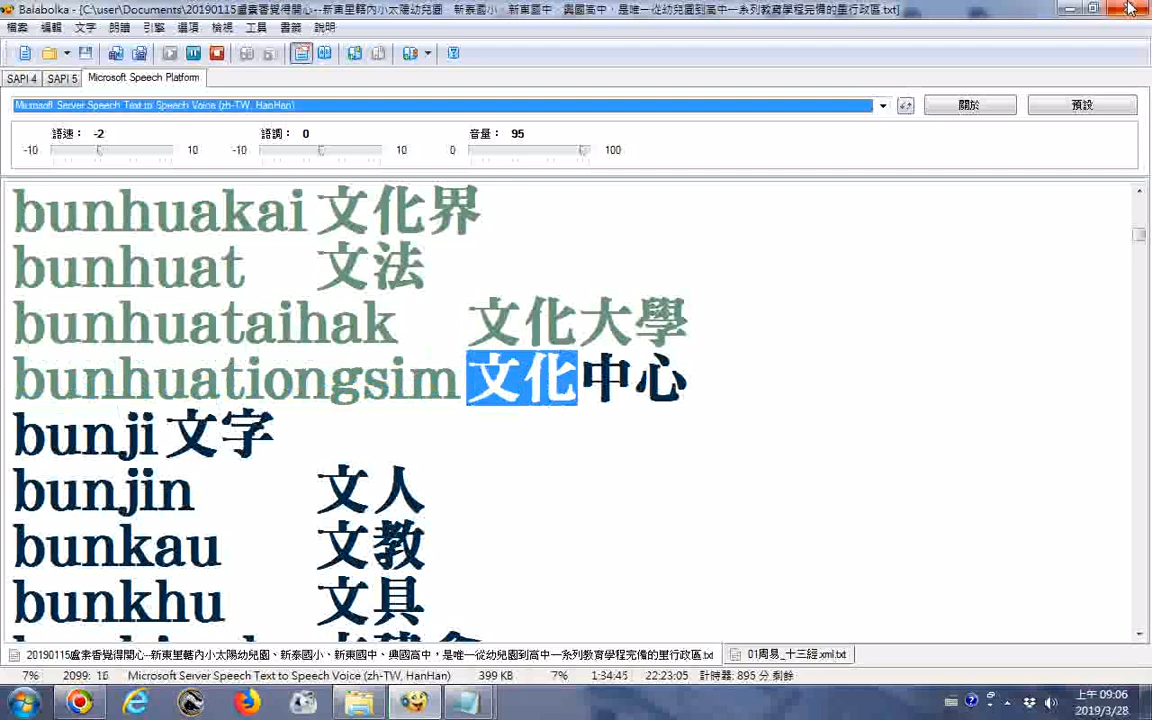 Balabolka - [C:\user\Documents\20190115盧素香覺得開心--新東里轄內小太陽幼兒園、新泰國小、新東國中、興國高中，是唯一從幼兒園到高中一系列教育學程完備的里行政區.txt]
檔案 編輯 文字 朗讀 引擎 選項 檢視 工具 書籤 說明
SAPI 4 SAPI 5 Microsoft Speech Platform
Microsoft Server Speech Text to Speech Voice (zh-TW, HanHan) 關於 預設
語速： -2 語調： 0 音量： 95
-10 10 -10 10 0 100
bunhuakai 文化界
bunhuat 文法
bunhuataihak 文化大學
bunhuationgsim 文化中心
bunji 文字
bunjin 文人
bunkau 文教
bunkhu 文具
20190115盧素香覺得開心--新東里轄內小太陽幼兒園、新泰國小、新東國中、興國高中，是唯一從幼兒園到高中一系列教育學程完備的里行政區.txt 01周易_十三經.xml.txt
7% 2099: 16 Microsoft Server Speech Text to Speech Voice (zh-TW, HanHan) 399 KB 7% 1:34:45 22:23:05 計時器: 895 分 剩餘
上午 09:06
2019/3/28